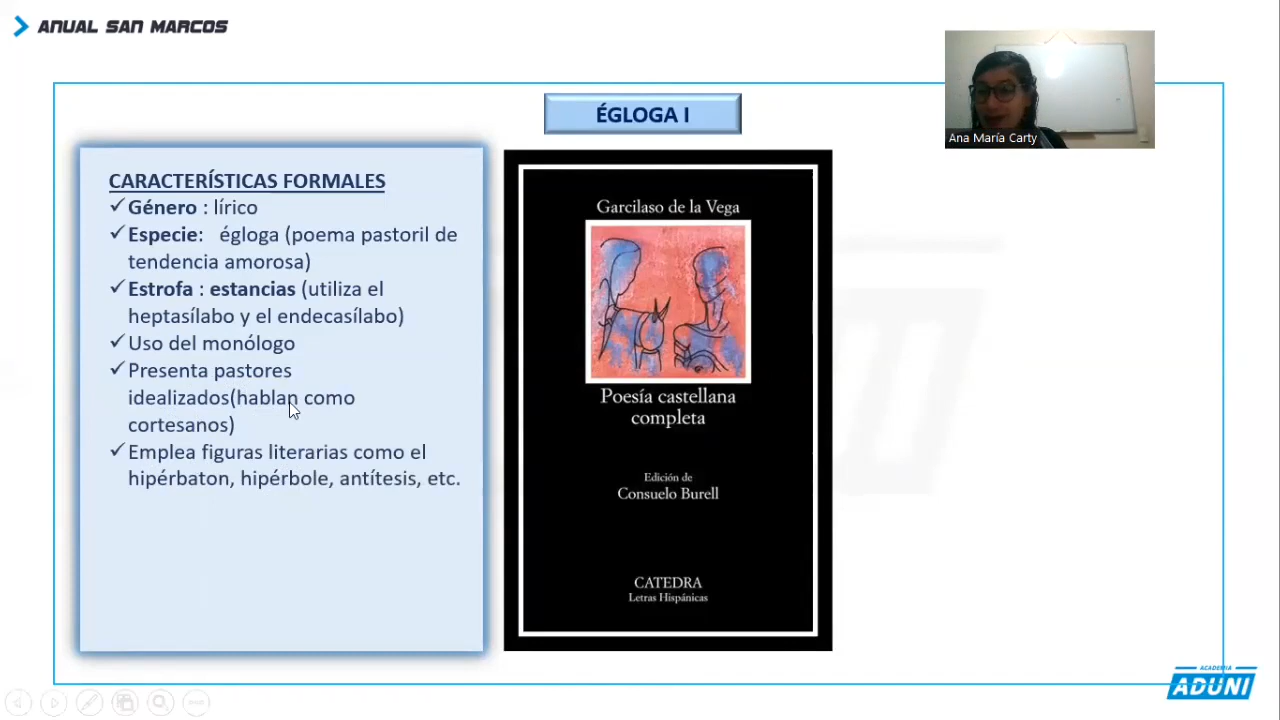 ANUAL SAN MARCOS
Ana María Carty
ÉGLOGA I
CARACTERÍSTICAS FORMALES
✓Género : lírico
✓Especie:   égloga (poema pastoril de
tendencia amorosa)
✓Estrofa : estancias (utiliza el
heptasílabo y el endecasílabo)
✓Uso del monólogo
✓Presenta pastores
idealizados(hablan como
cortesanos)
✓Emplea figuras literarias como el
hipérbaton, hipérbole, antítesis, etc.
Garcilaso de la Vega
Poesía castellana
completa
Edición de
Consuelo Burell
CATEDRA
Letras Hispánicas
ACADEMIA
ADUNI